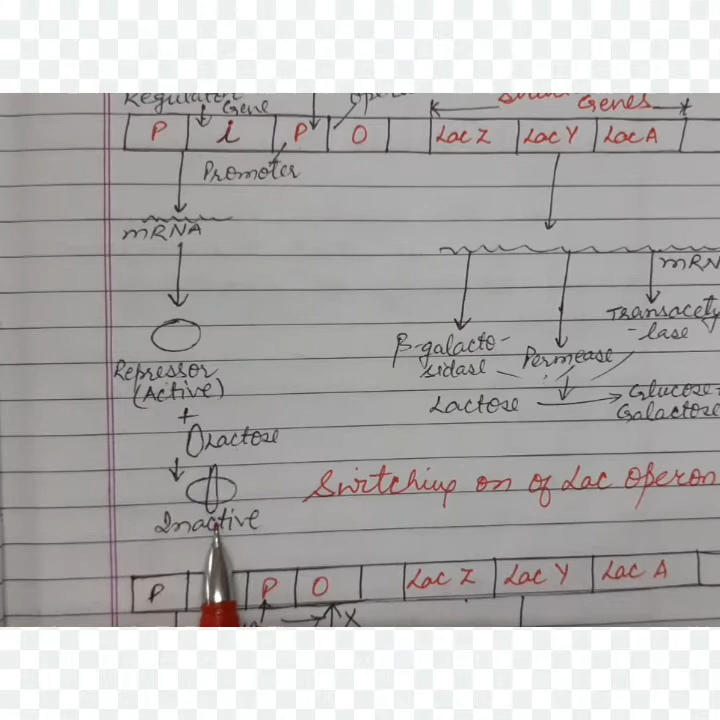 Regulator
Gene
Genes
P i P O Lac Z Lac Y Lac A
Promoter
mRNA
mRN
Transacety
-lase
β-galacto-
sidase
Permease
Repressor
(Active)
Lactose
Glucose+
Galactose
+
Lactose
Inactive
Switching on of Lac operon
P P O Lac Z Lac Y Lac A
X